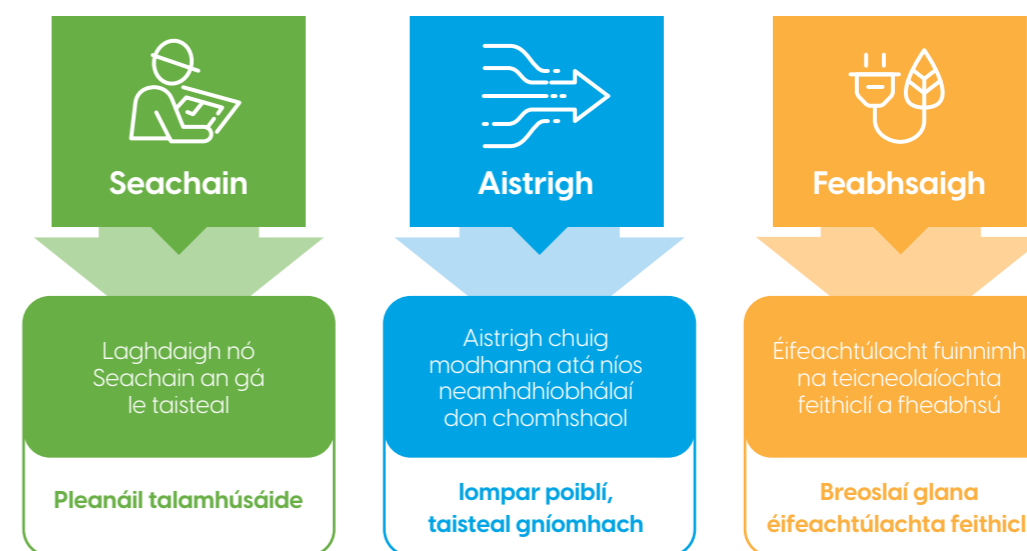 Seachain
Laghdaigh nó
Seachain an gá
le taisteal
Pleanáil talamhúsáide
Aistrigh
Aistrigh chuig
modhanna atá níos
neamhdhíobhálaí
don chomhshaol
Iompar poiblí,
taisteal gníomhach
Feabhsaigh
Éifeachtúlacht fuinnimh
na teicneolaíochta
feithiclí a fheabhsú
Breoslaí glana
éifeachtúlachta